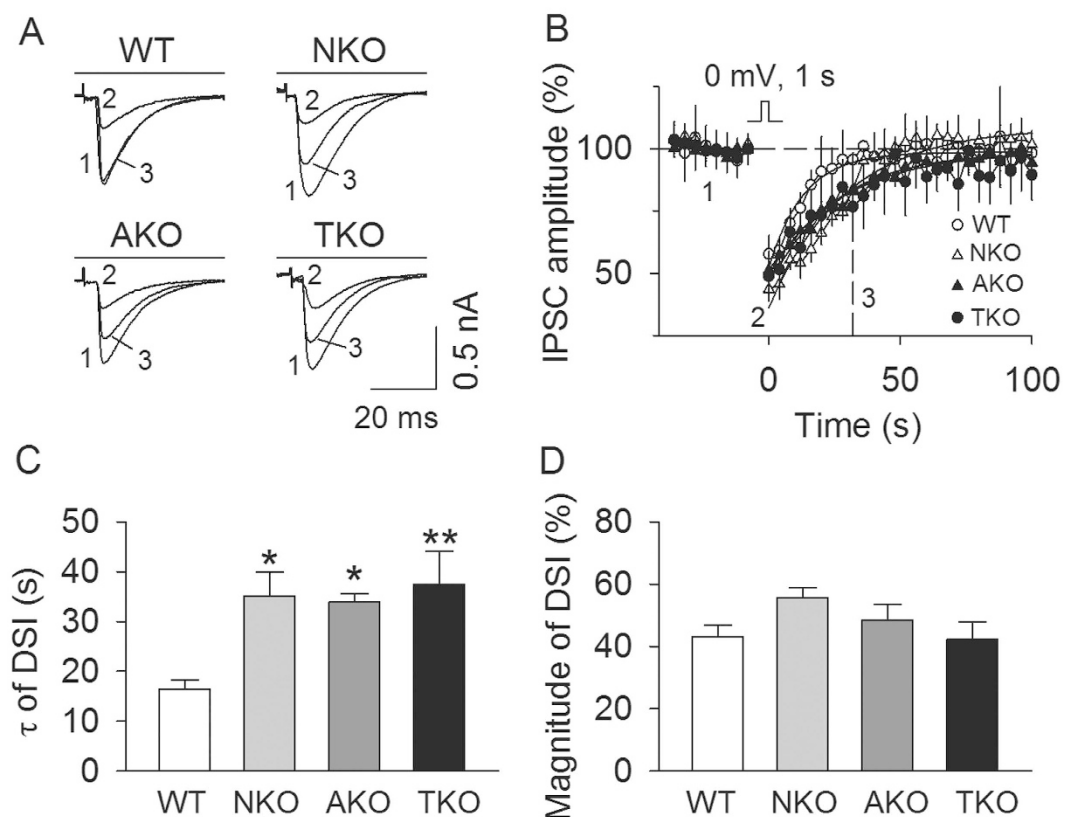 A
WT
NKO
2
2
1
3
1
3
AKO
TKO
2
2
1
3
1
3
0.5 nA
20 ms
B
0 mV, 1 s
IPSC amplitude (%)
100
50
1
2
3
WT
NKO
AKO
TKO
0
50
100
Time (s)
C
τ of DSI (s)
50
40
30
20
10
0
*
*
**
WT
NKO
AKO
TKO
D
Magnitude of DSI (%)
80
60
40
20
0
WT
NKO
AKO
TKO